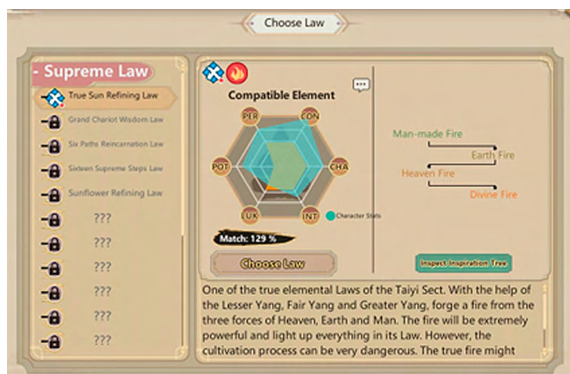 Choose Law
- Supreme Law
True Sun Refining Law
Grand Chariot Wisdom Law
Six Paths Reincarnation Law
Sixteen Supreme Steps Law
Sunflower Refining Law
???
???
???
???
???
???
Compatible Element
PER
CON
POT
CHA
LUK
INT
Character Stats
Match: 129 %
Choose Law
Man-made Fire
Earth Fire
Heaven Fire
Divine Fire
Inspect Inspiration Tree
One of the true elemental Laws of the Taiyi Sect. With the help of
the Lesser Yang, Fair Yang and Greater Yang, forge a fire from the
three forces of Heaven, Earth and Man. The fire will be extremely
powerful and light up everything in its Law. However, the
cultivation process can be very dangerous. The true fire might